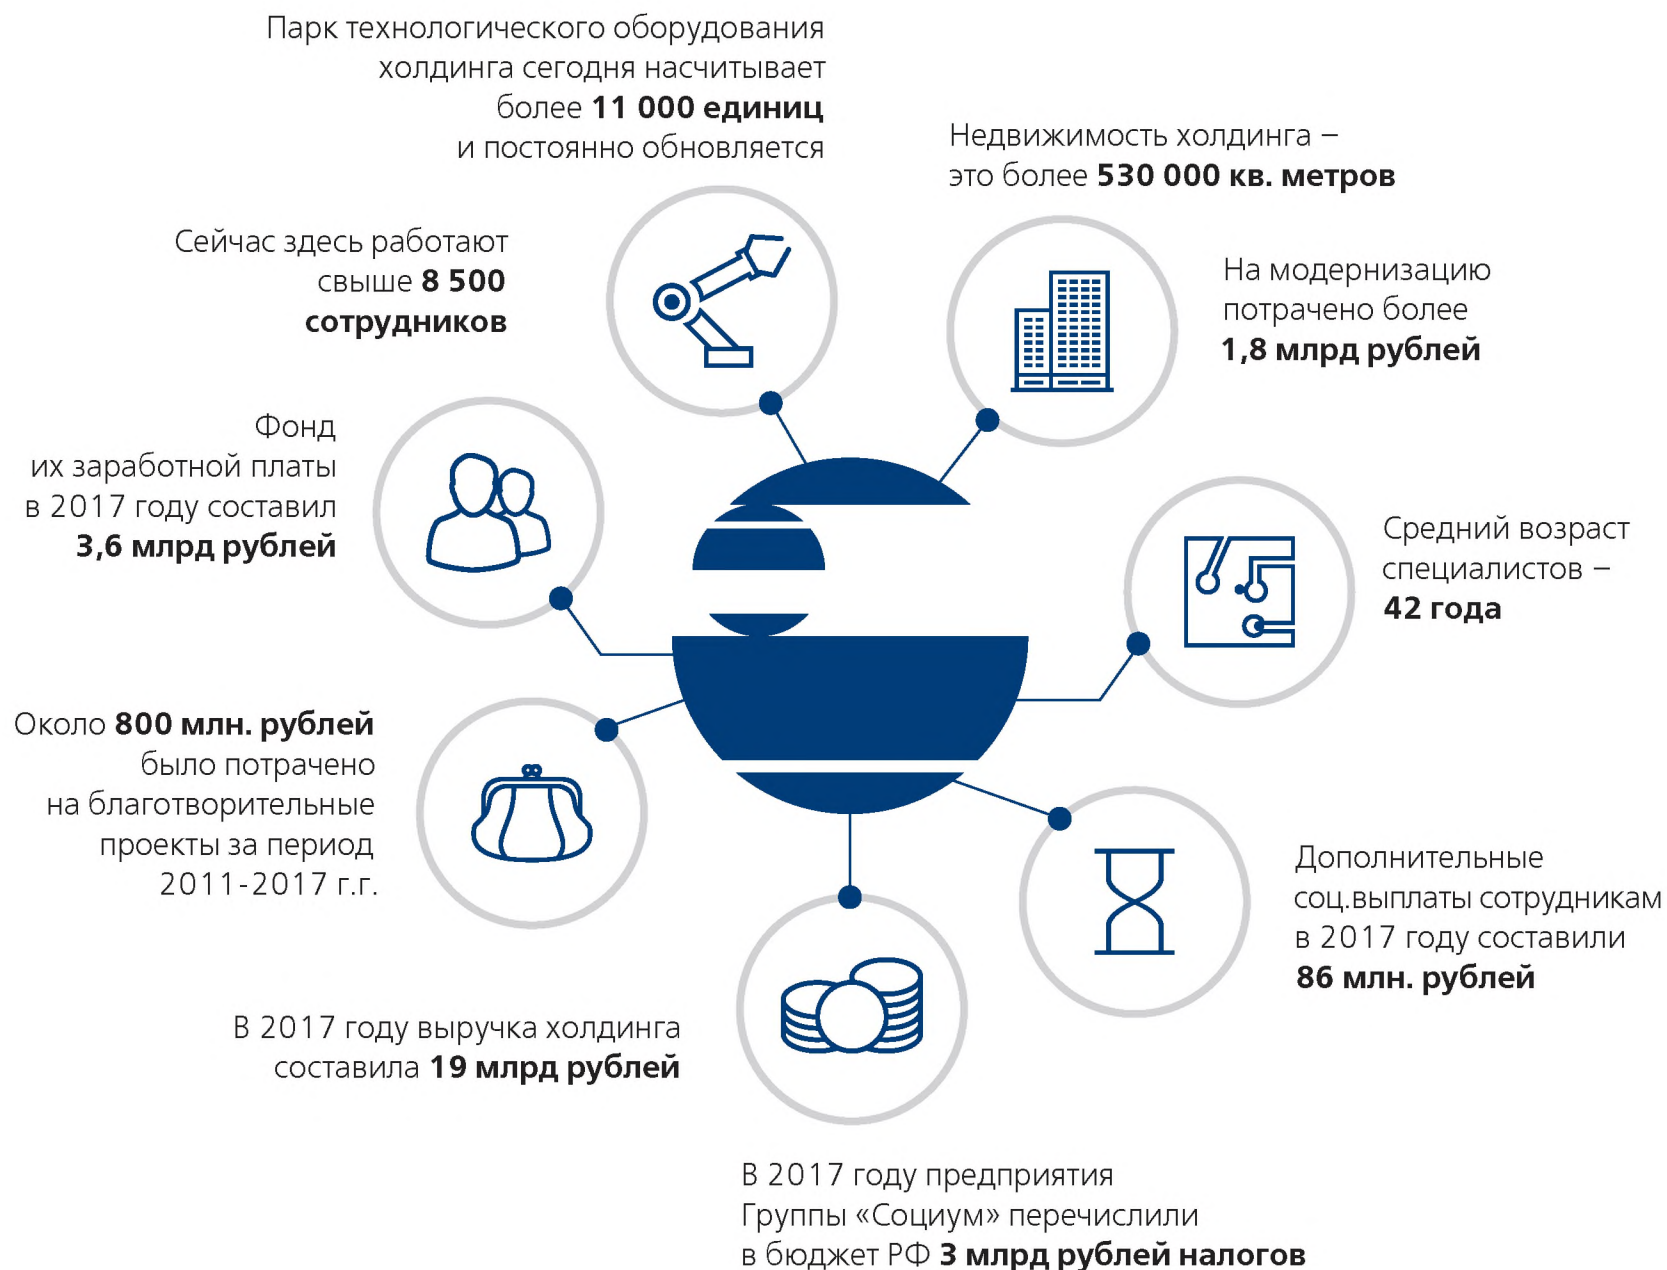 Парк технологического оборудования
холдинга сегодня насчитывает
более 11 000 единиц
и постоянно обновляется
Недвижимость холдинга –
это более 530 000 кв. метров
Сейчас здесь работают
свыше 8 500
сотрудников
На модернизацию
потрачено более
1,8 млрд рублей
Фонд
их заработной платы
в 2017 году составил
3,6 млрд рублей
Средний возраст
специалистов –
42 года
Около 800 млн. рублей
было потрачено
на благотворительные
проекты за период
2011-2017 г.г.
Дополнительные
соц.выплаты сотрудникам
в 2017 году составили
86 млн. рублей
В 2017 году выручка холдинга
составила 19 млрд рублей
В 2017 году предприятия
Группы «Социум» перечислили
в бюджет РФ 3 млрд рублей налогов